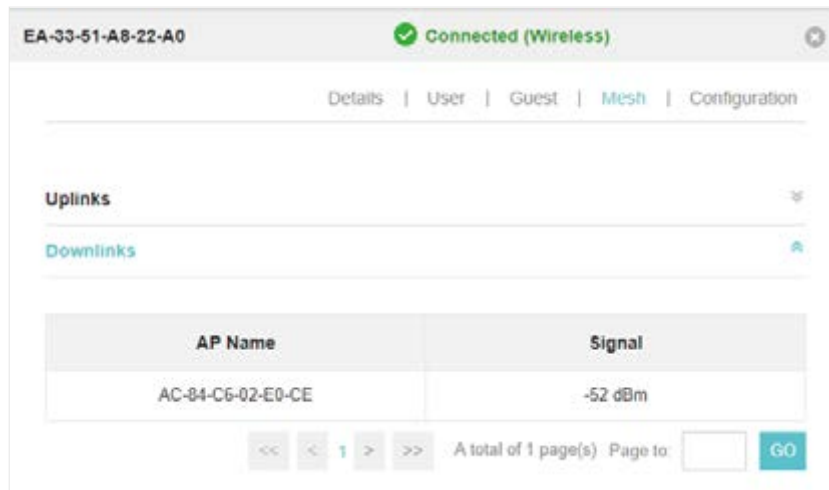 EA-33-51-A8-22-A0 Connected (Wireless)
Details | User | Guest | Mesh | Configuration
Uplinks
Downlinks
AP Name Signal
AC-84-C6-02-E0-CE -52 dBm
<< < 1 > >> A total of 1 page(s) Page to: GO